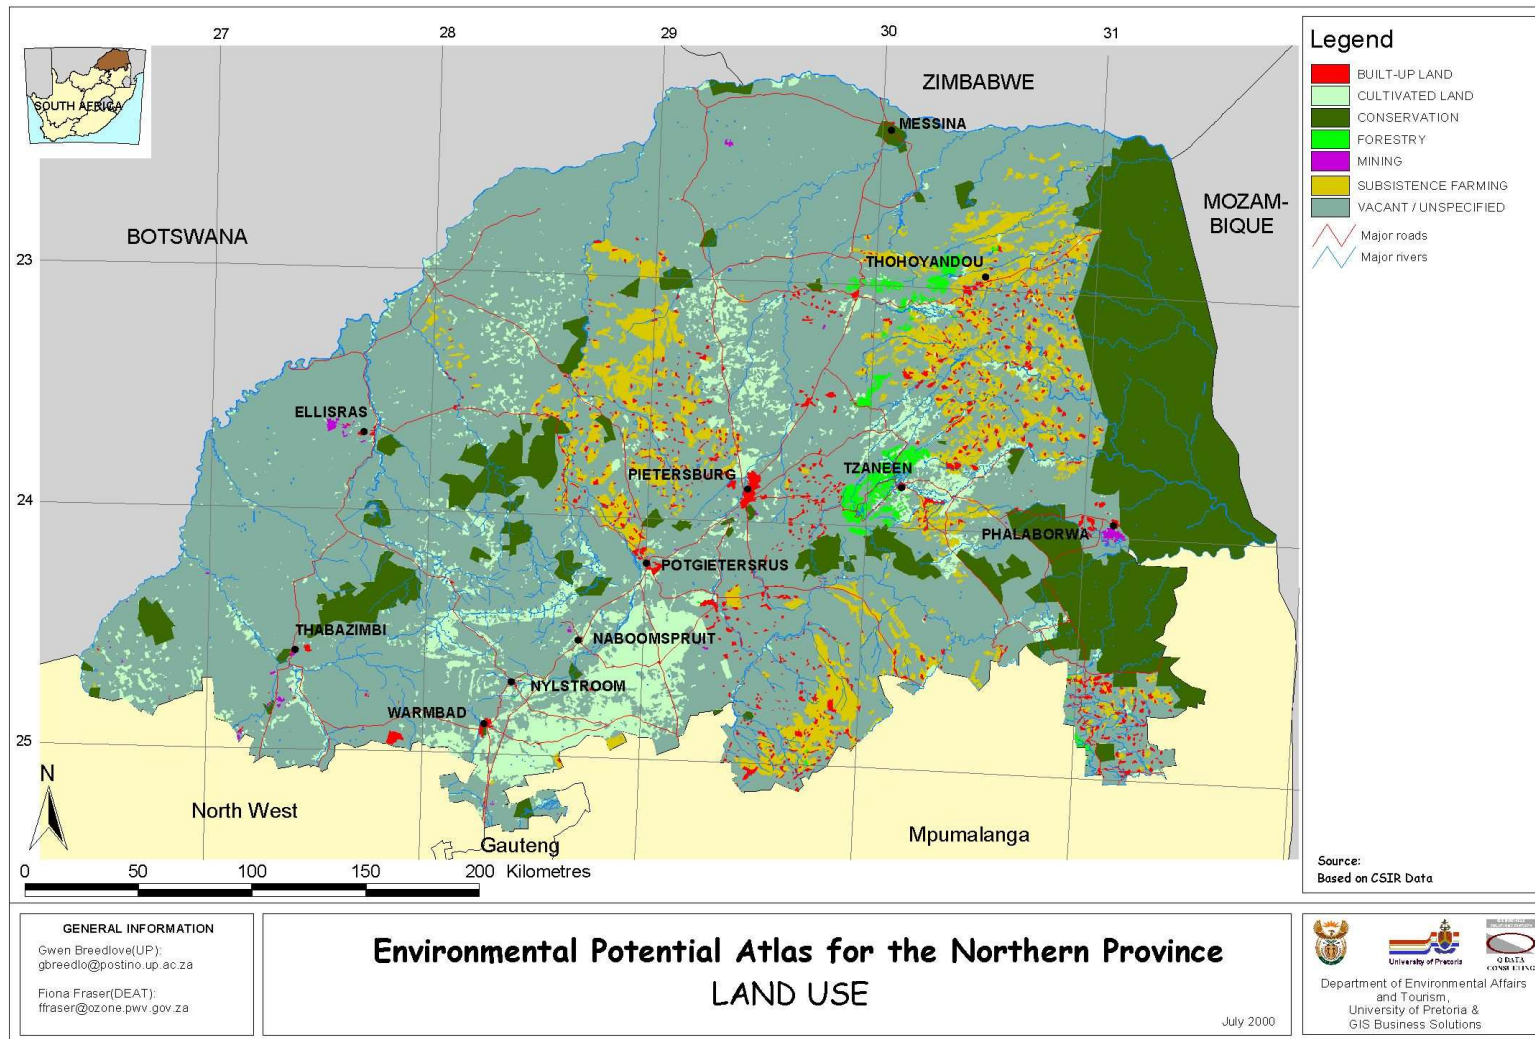 27
28
29
30
31
ZIMBABWE
SOUTH AFRICA
MESSINA
MOZAM-
BIQUE
BOTSWANA
23
THOHOYANDOU
ELLISRAS
PIETERSBURG
TZANEEN
24
PHALABORWA
POTGIETERSRUS
THABAZIMBI
NABOOMSPRUIT
NYLSTROOM
WARMBAD
25
N
North West
Gauteng
Mpumalanga
0 50 100 150 200 Kilometres
Legend
BUILT-UP LAND
CULTIVATED LAND
CONSERVATION
FORESTRY
MINING
SUBSISTENCE FARMING
VACANT / UNSPECIFIED
Major roads
Major rivers
Source:
Based on CSIR Data
GENERAL INFORMATION
Gwen Breedlove(UP):
gbreedlo@postino.up.ac.za
Fiona Fraser(DEAT):
ffraser@ozone.pwv.gov.za
Environmental Potential Atlas for the Northern Province
LAND USE
July 2000
University of Pretoria
Q DATA
CONSULTING
Department of Environmental Affairs
and Tourism,
University of Pretoria &
GIS Business Solutions